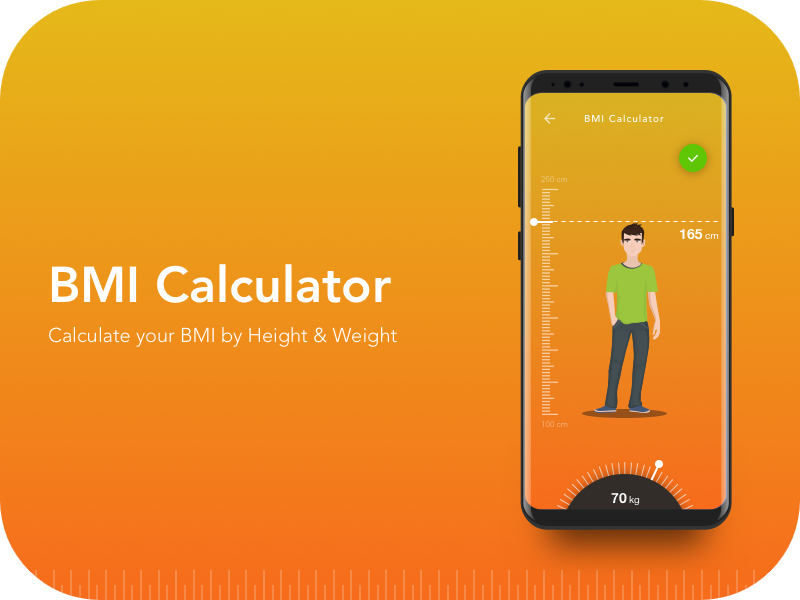 BMI Calculator
Calculate your BMI by Height & Weight
BMI Calculator
250 cm
165 cm
100 cm
70 kg